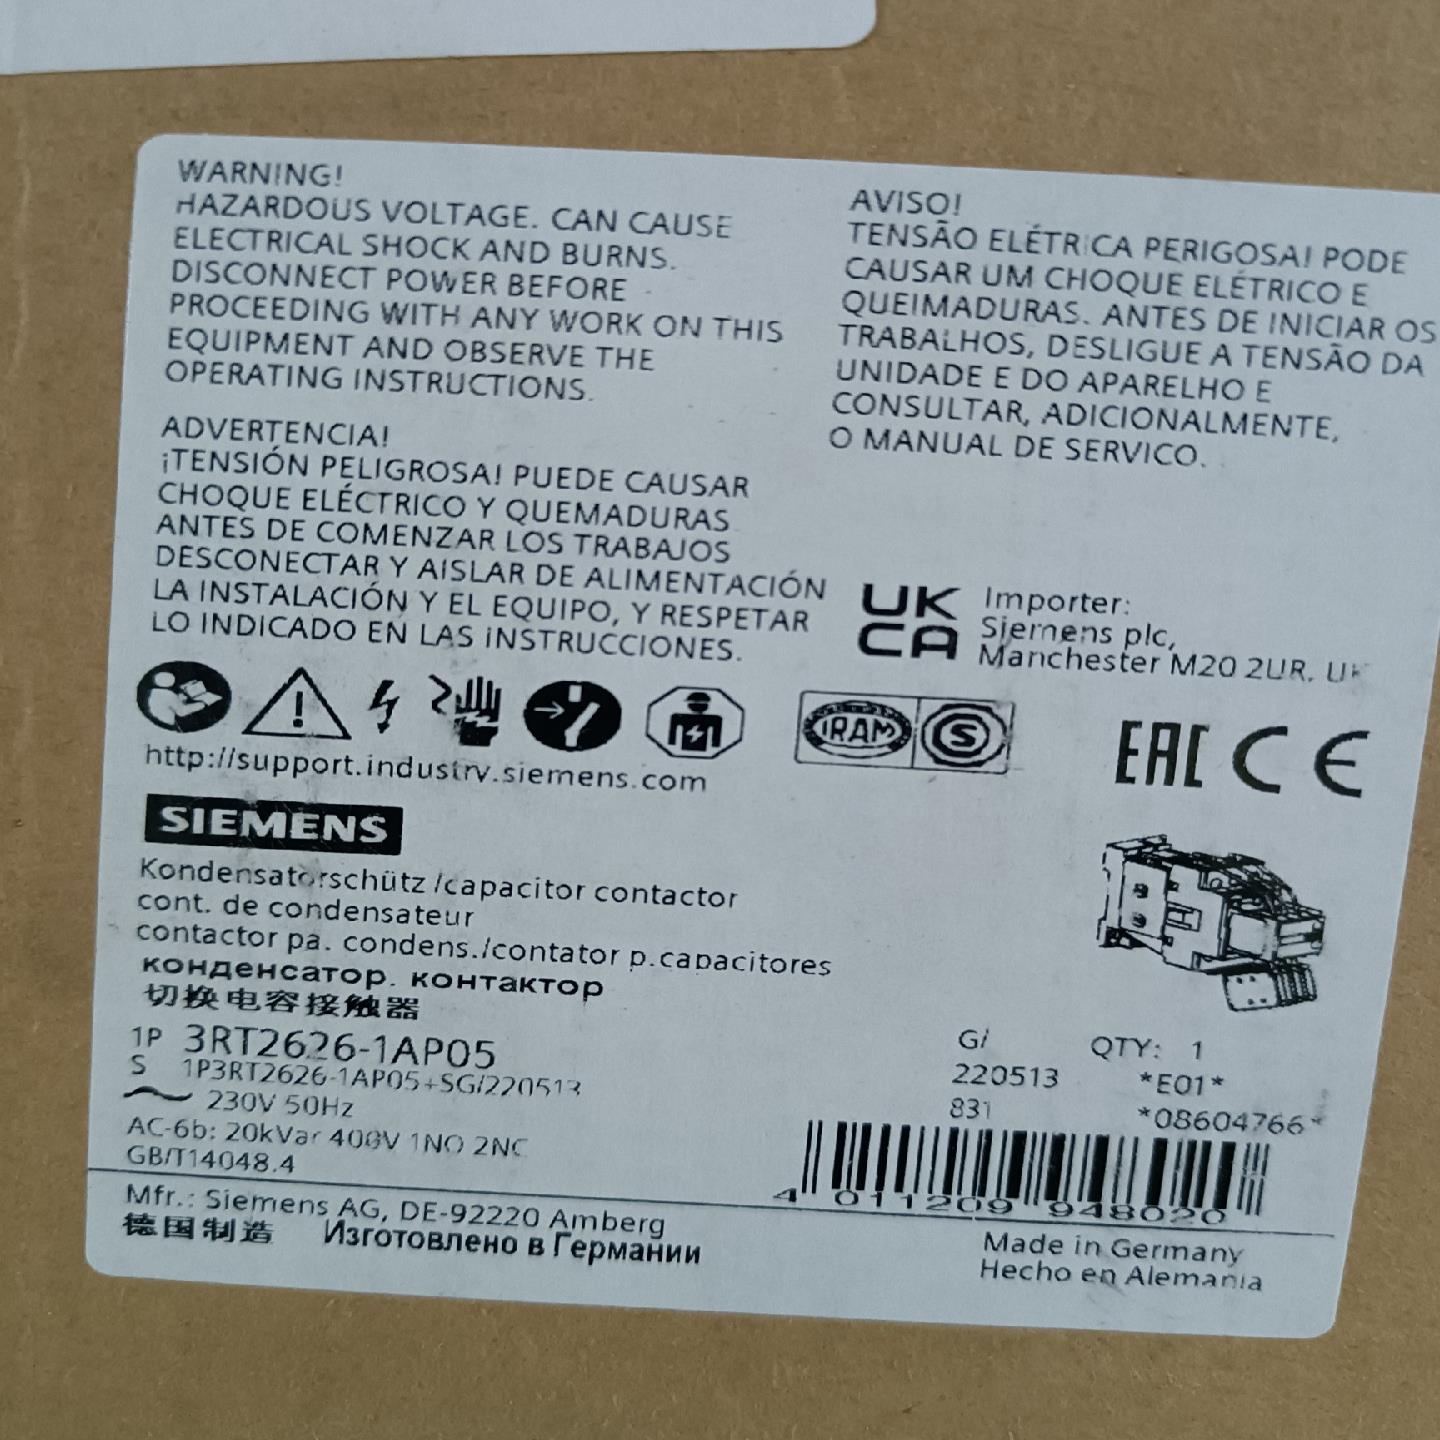 WARNING!
HAZARDOUS VOLTAGE. CAN CAUSE
ELECTRICAL SHOCK AND BURNS.
DISCONNECT POWER BEFORE
PROCEEDING WITH ANY WORK ON THIS
EQUIPMENT AND OBSERVE THE
OPERATING INSTRUCTIONS.
ADVERTENCIA!
¡TENSIÓN PELIGROSA! PUEDE CAUSAR
CHOQUE ELÉCTRICO Y QUEMADURAS
ANTES DE COMENZAR LOS TRABAJOS
DESCONECTAR Y AISLAR DE ALIMENTACIÓN
LA INSTALACIÓN Y EL EQUIPO, Y RESPETAR
LO INDICADO EN LAS INSTRUCCIONES.
AVISO!
TENSÃO ELÉTRICA PERIGOSA! PODE
CAUSAR UM CHOQUE ELÉTRICO E
QUEIMADURAS. ANTES DE INICIAR OS
TRABALHOS, DESLIGUE A TENSÃO DA
UNIDADE E DO APARELHO E
CONSULTAR, ADICIONALMENTE,
O MANUAL DE SERVICO.
UK
CA
Importer:
Siemens plc,
Manchester M20 2UR, UK
IRAM
S
EAC CE
http://support.industry.siemens.com
SIEMENS
Kondensatorschütz /capacitor contactor
cont. de condensateur
contactor pa. condens./contator p.capacitores
конденсатор. контактор
切换电容接触器
1P 3RT2626-1AP05
S 1P3RT2626-1AP05+SG/220513
230V 50Hz
AC-6b: 20kVar 400V 1NO 2NC
GB/T14048.4
G/
220513
831
QTY: 1
*E01*
*08604766*
4 011209 948020
Mfr.: Siemens AG, DE-92220 Amberg
德国制造 Изготовлено в Германии
Made in Germany
Hecho en Alemania